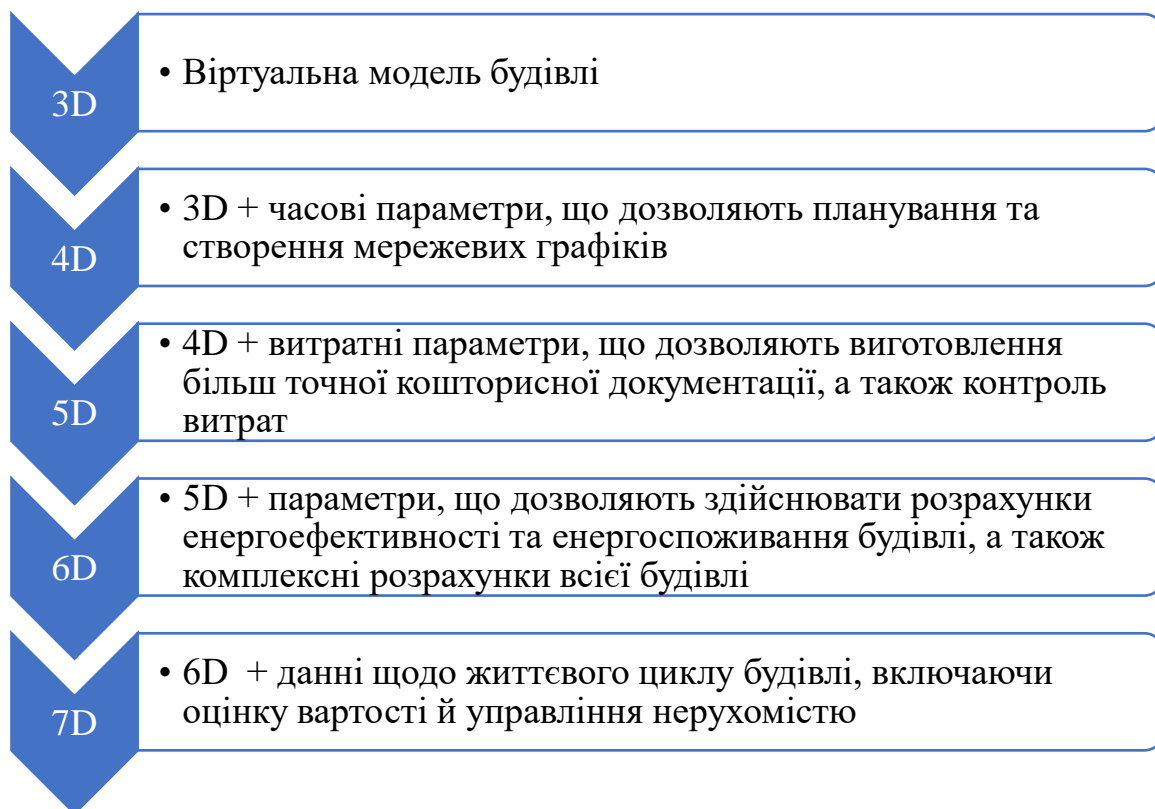 3D
• Віртуальна модель будівлі
4D
• 3D + часові параметри, що дозволяють планування та
створення мережевих графіків
5D
• 4D + витратні параметри, що дозволяють виготовлення
більш точної кошторисної документації, а також контроль
витрат
6D
• 5D + параметри, що дозволяють здійснювати розрахунки
енергоефективності та енергоспоживання будівлі, а також
комплексні розрахунки всієї будівлі
7D
• 6D + данні щодо життєвого циклу будівлі, включаючи
оцінку вартості й управління нерухомістю